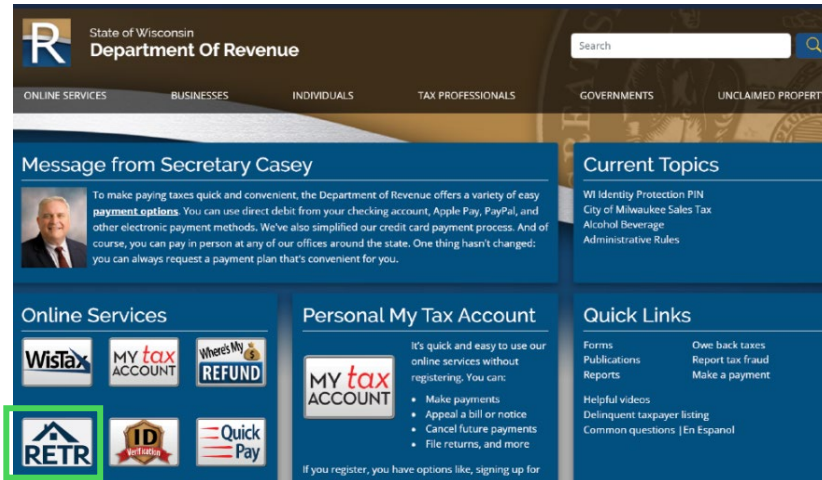 R
State of Wisconsin
Department Of Revenue
Search
ONLINE SERVICES BUSINESSES INDIVIDUALS TAX PROFESSIONALS GOVERNMENTS UNCLAIMED PROPERT
Message from Secretary Casey
To make paying taxes quick and convenient, the Department of Revenue offers a variety of easy
payment options. You can use direct debit from your checking account, Apple Pay, PayPal, and
other electronic payment methods. We've also simplified our credit card payment process. And of
course, you can pay in person at any of our offices around the state. One thing hasn't changed:
you can always request a payment plan that's convenient for you.
Current Topics
WI Identity Protection PIN
City of Milwaukee Sales Tax
Alcohol Beverage
Administrative Rules
Online Services
WisTax
MY tax
ACCOUNT
Where's My
REFUND
RETR
ID
Verification
Quick
Pay
Personal My Tax Account
MY tax
ACCOUNT
It's quick and easy to use our
online services without
registering. You can:
• Make payments
• Appeal a bill or notice
• Cancel future payments
• File returns, and more
If you register, you have options like, signing up for
Quick Links
Forms
Publications
Reports
Owe back taxes
Report tax fraud
Make a payment
Helpful videos
Delinquent taxpayer listing
Common questions |En Espanol